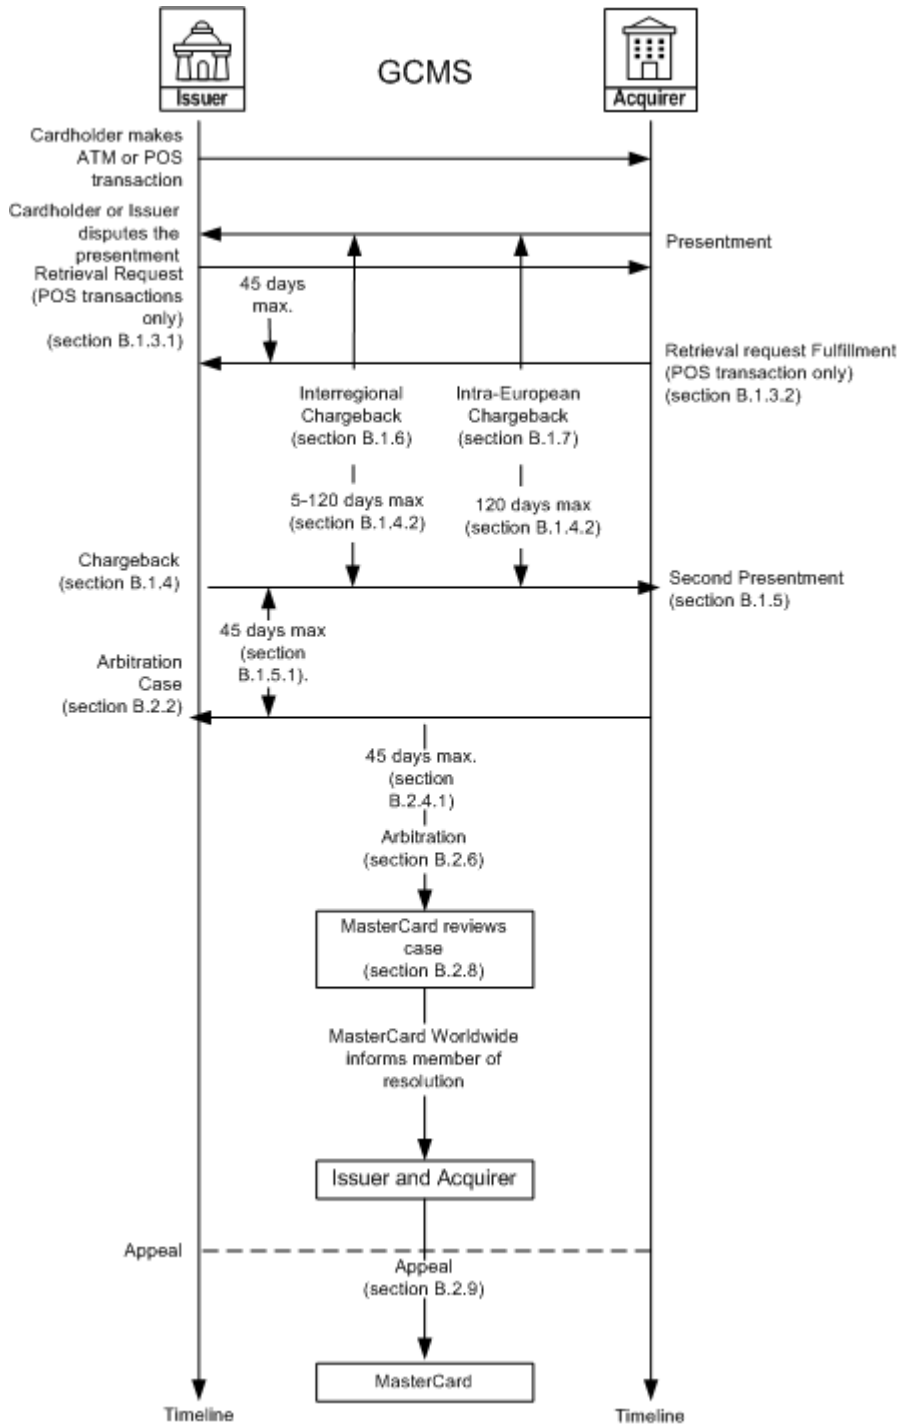 GCMS
Issuer
Acquirer
Cardholder makes
ATM or POS
transaction
Cardholder or Issuer
disputes the
presentment
Presentment
Retrieval Request
(POS transactions
only)
(section B.1.3.1)
45 days
max.
Retrieval request Fulfillment
(POS transaction only)
(section B.1.3.2)
Interregional
Chargeback
(section B.1.6)
Intra-European
Chargeback
(section B.1.7)
5-120 days max
(section B.1.4.2)
120 days max
(section B.1.4.2)
Chargeback
(section B.1.4)
Second Presentment
(section B.1.5)
45 days max
(section
B.1.5.1).
Arbitration
Case
(section B.2.2)
45 days max.
(section
B.2.4.1)
Arbitration
(section B.2.6)
MasterCard reviews
case
(section B.2.8)
MasterCard Worldwide
informs member of
resolution
Issuer and Acquirer
Appeal
Appeal
(section B.2.9)
MasterCard
Timeline
Timeline